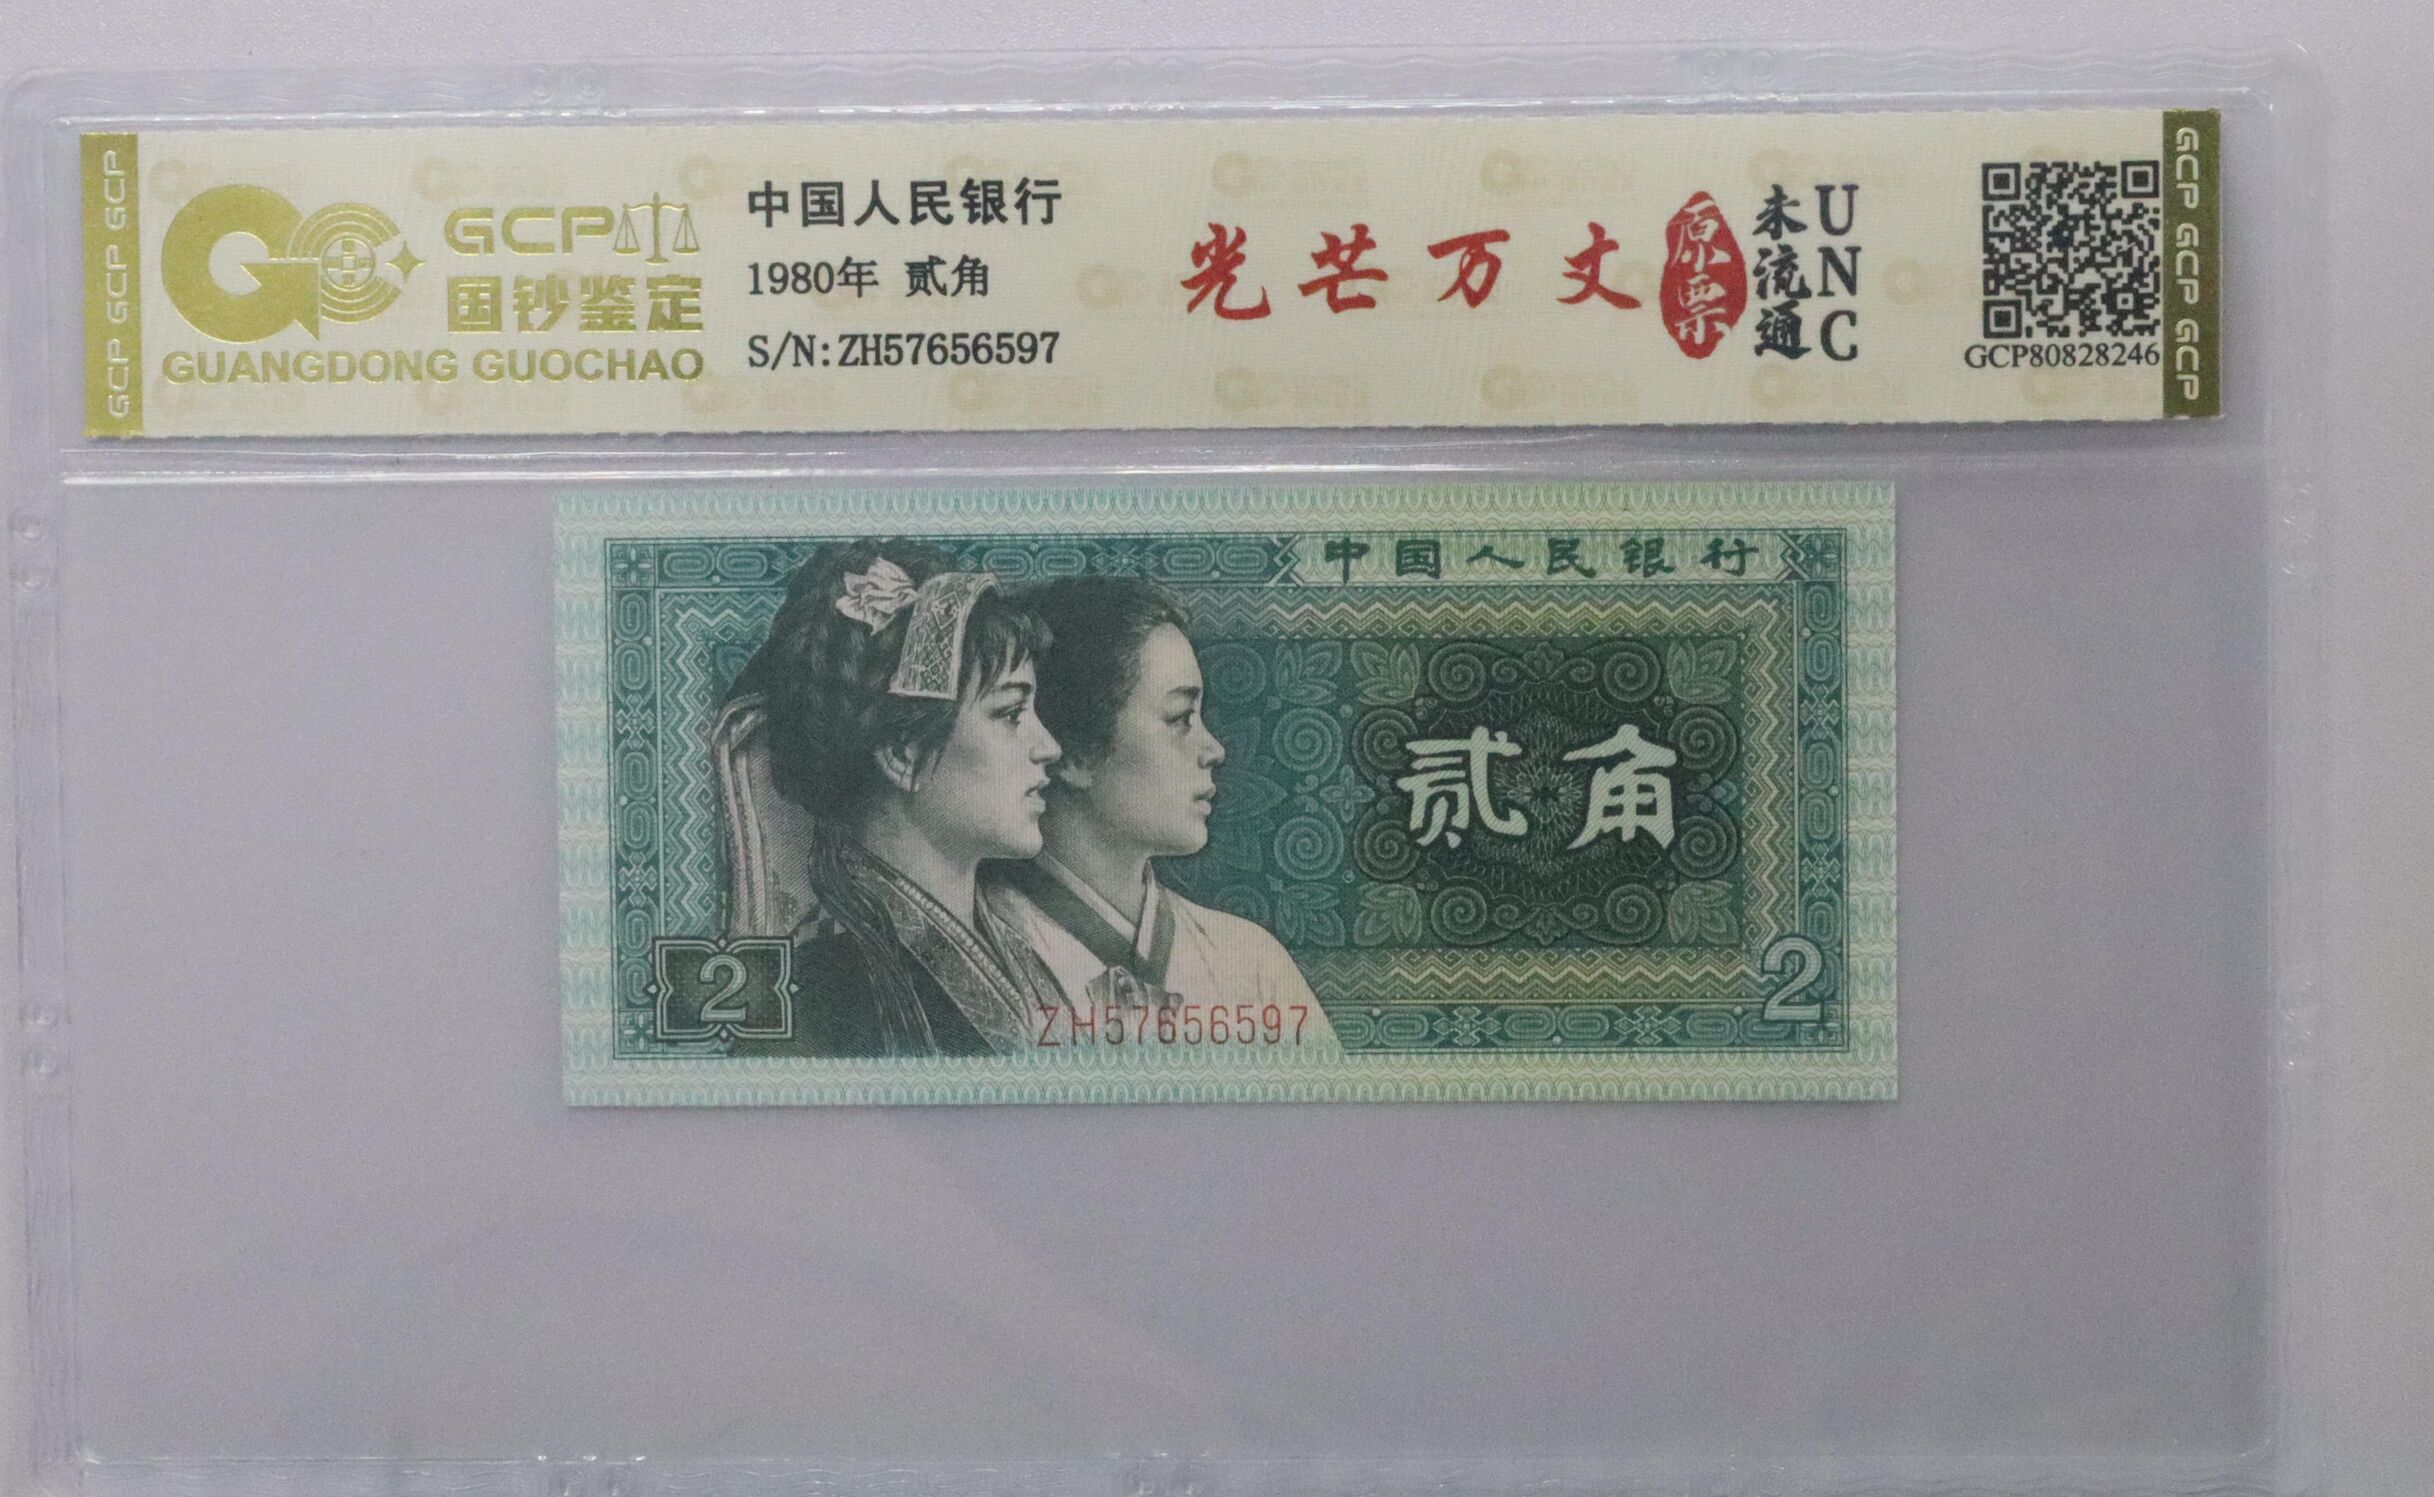 GCP GCP GCP
GCP
国钞鉴定
GUANGDONG GUOCHAO
中国人民银行
1980年 贰角
S/N:ZH57656597
光芒万丈
原票
未流通
UNC
GCP80828246
GCP GCP GCP
中国人民银行
贰角
2
2
ZH57656597